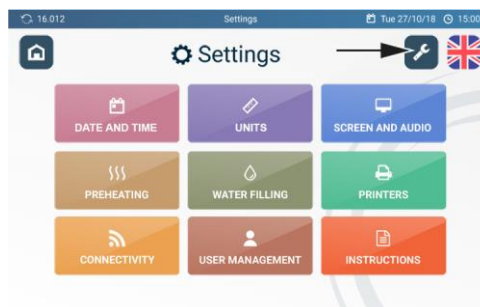 16.012 Settings Tue 27/10/18 15:00
Settings
DATE AND TIME UNITS SCREEN AND AUDIO
PREHEATING WATER FILLING PRINTERS
CONNECTIVITY USER MANAGEMENT INSTRUCTIONS